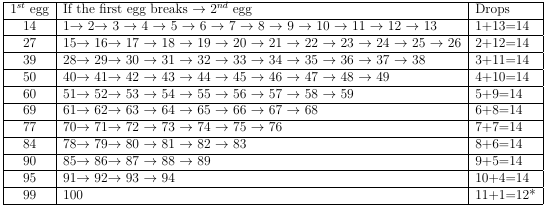 1st egg If the first egg breaks → 2nd egg Drops
14 1→ 2→ 3 → 4 → 5 → 6 → 7 → 8 → 9 → 10 → 11 → 12 → 13 1+13=14
27 15→ 16→ 17 → 18 → 19 → 20 → 21 → 22 → 23 → 24 → 25 → 26 2+12=14
39 28→ 29→ 30 → 31 → 32 → 33 → 34 → 35 → 36 → 37 → 38 3+11=14
50 40→ 41→ 42 → 43 → 44 → 45 → 46 → 47 → 48 → 49 4+10=14
60 51→ 52→ 53 → 54 → 55 → 56 → 57 → 58 → 59 5+9=14
69 61→ 62→ 63 → 64 → 65 → 66 → 67 → 68 6+8=14
77 70→ 71→ 72 → 73 → 74 → 75 → 76 7+7=14
84 78→ 79→ 80 → 81 → 82 → 83 8+6=14
90 85→ 86→ 87 → 88 → 89 9+5=14
95 91→ 92→ 93 → 94 10+4=14
99 100 11+1=12*